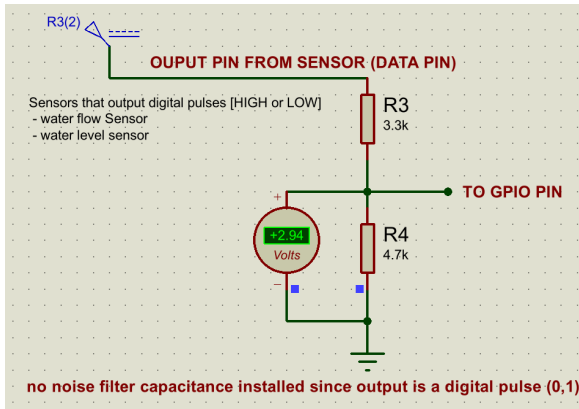 R3(2)
OUPUT PIN FROM SENSOR (DATA PIN)
Sensors that output digital pulses [HIGH or LOW]
- water flow Sensor
- water level sensor
R3
3.3k
+
TO GPIO PIN
+2.94
Volts
R4
4.7k
−
no noise filter capacitance installed since output is a digital pulse (0,1)